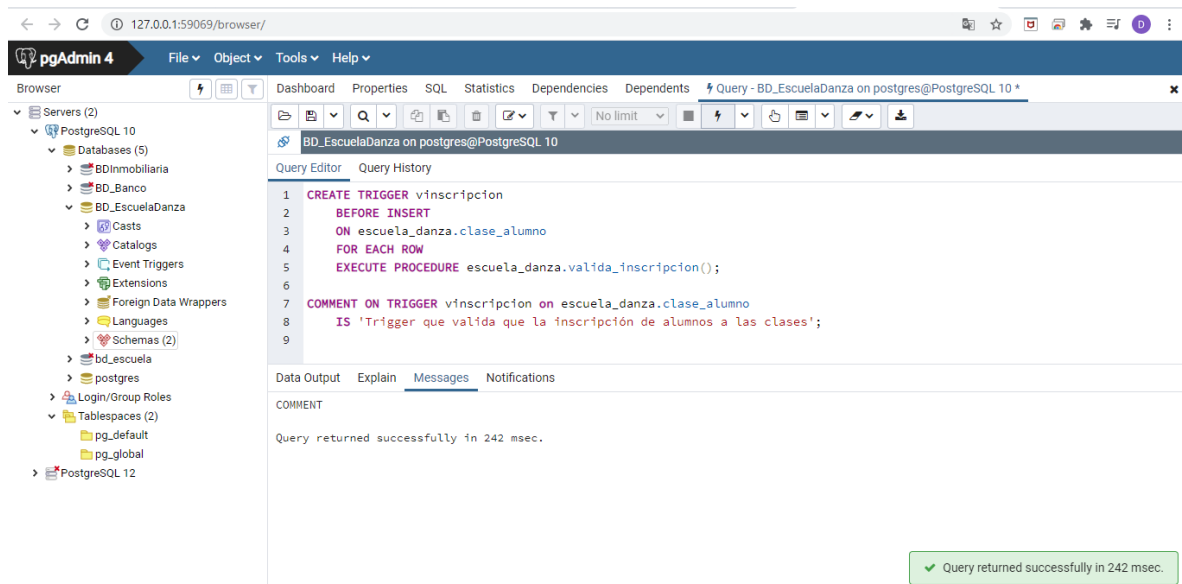 127.0.0.1:59069/browser/
D
pgAdmin 4
File
Object
Tools
Help
Browser
Dashboard
Properties
SQL
Statistics
Dependencies
Dependents
Query - BD_EscuelaDanza on postgres@PostgreSQL 10 *
Servers (2)
PostgreSQL 10
Databases (5)
BDInmobiliaria
BD_Banco
BD_EscuelaDanza
Casts
Catalogs
Event Triggers
Extensions
Foreign Data Wrappers
Languages
Schemas (2)
bd_escuela
postgres
Login/Group Roles
Tablespaces (2)
pg_default
pg_global
PostgreSQL 12
No limit
BD_EscuelaDanza on postgres@PostgreSQL 10
Query Editor
Query History
1 CREATE TRIGGER vinscripcion
2 BEFORE INSERT
3 ON escuela_danza.clase_alumno
4 FOR EACH ROW
5 EXECUTE PROCEDURE escuela_danza.valida_inscripcion();
6
7 COMMENT ON TRIGGER vinscripcion on escuela_danza.clase_alumno
8 IS 'Trigger que valida que la inscripción de alumnos a las clases';
9
Data Output
Explain
Messages
Notifications
COMMENT
Query returned successfully in 242 msec.
Query returned successfully in 242 msec.